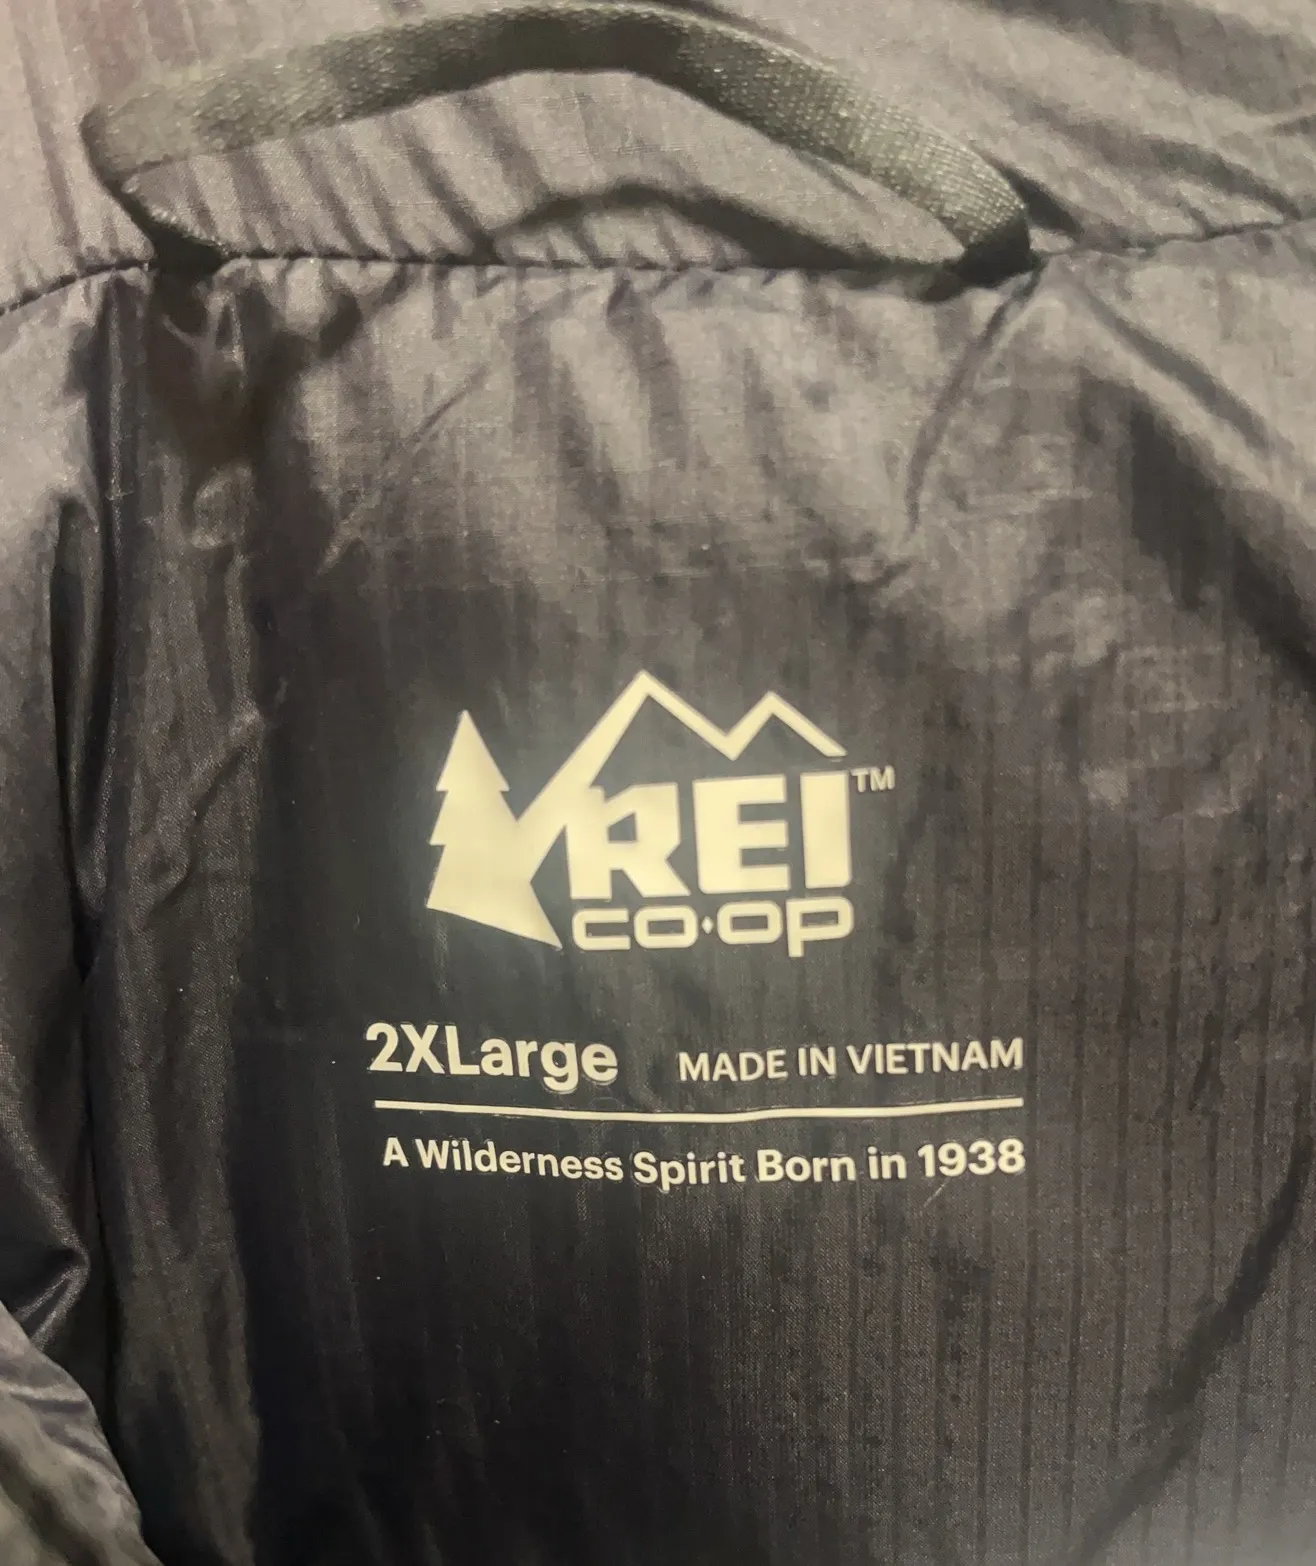 REI™
CO·OP
2XLarge MADE IN VIETNAM
A Wilderness Spirit Born in 1938